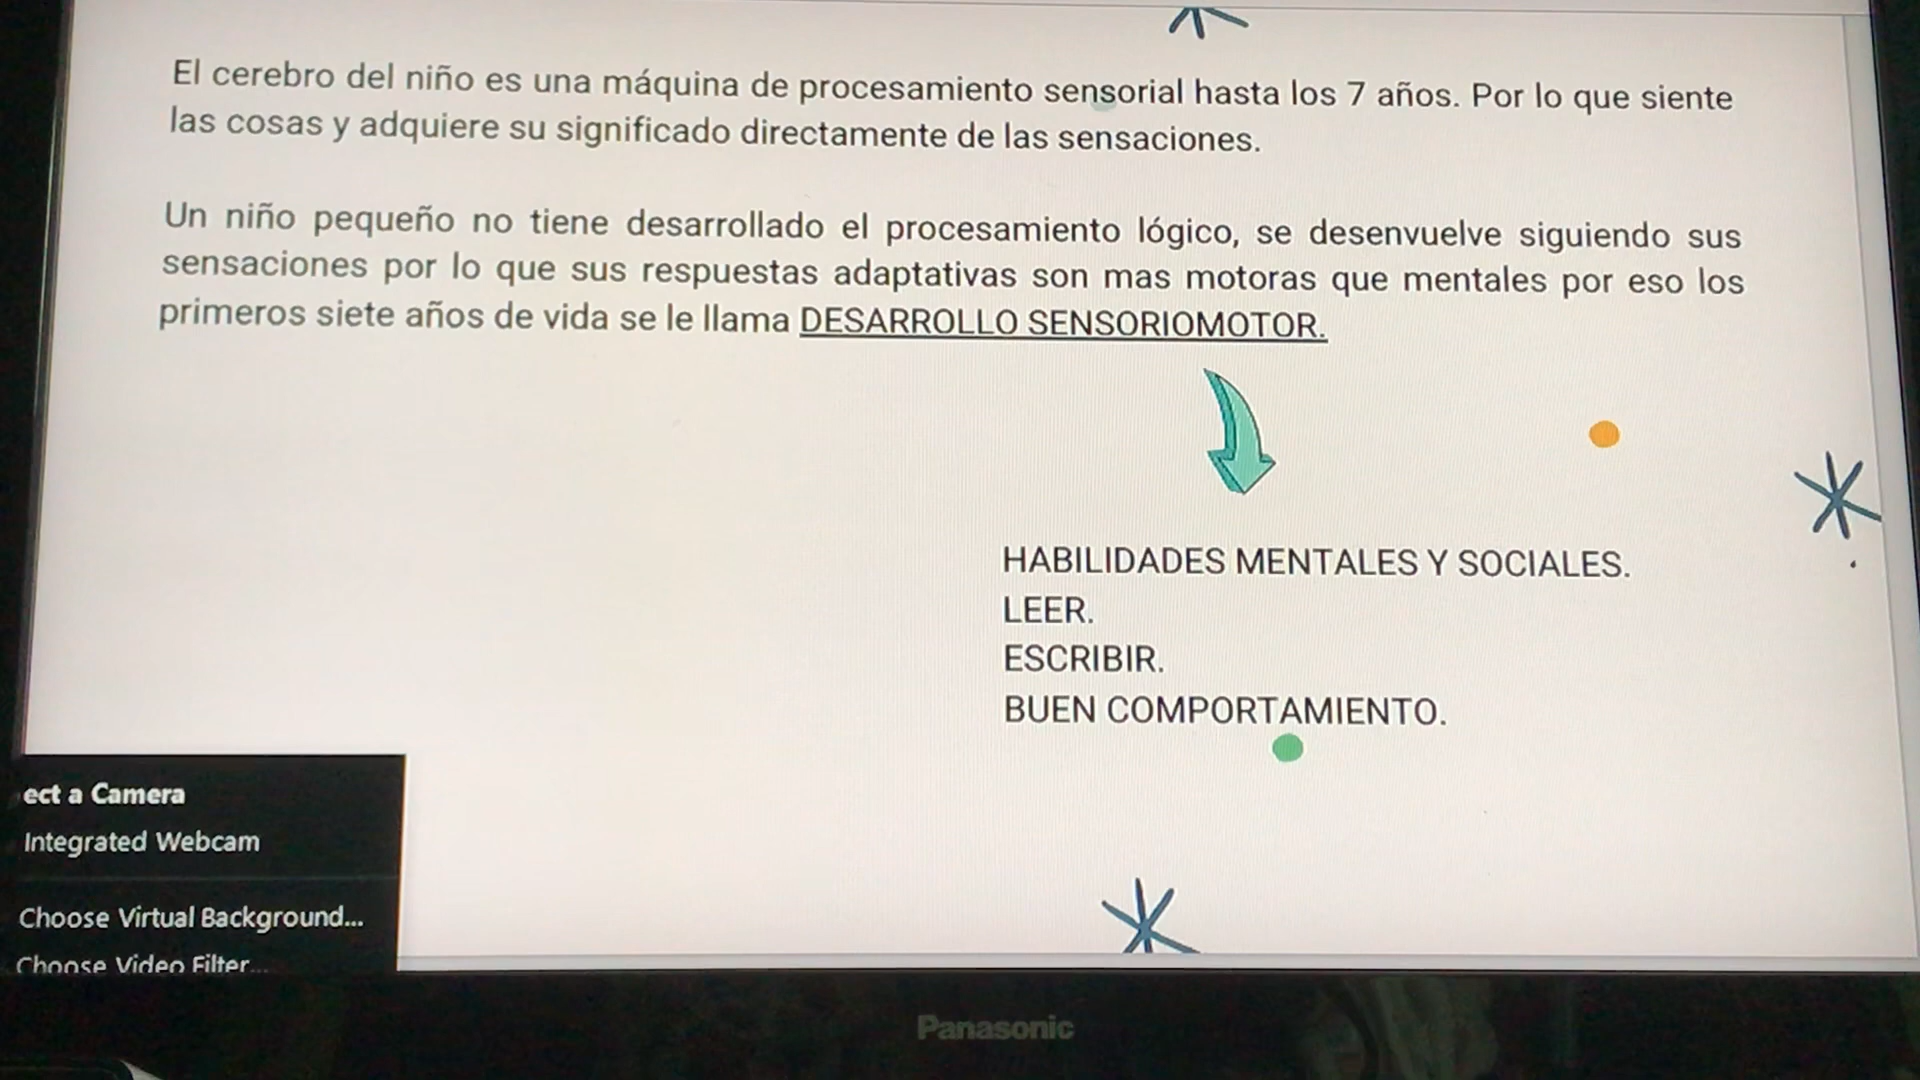 El cerebro del niño es una máquina de procesamiento sensorial hasta los 7 años. Por lo que siente
las cosas y adquiere su significado directamente de las sensaciones.
Un niño pequeño no tiene desarrollado el procesamiento lógico, se desenvuelve siguiendo sus
sensaciones por lo que sus respuestas adaptativas son mas motoras que mentales por eso los
primeros siete años de vida se le llama DESARROLLO SENSORIOMOTOR.
HABILIDADES MENTALES Y SOCIALES.
LEER.
ESCRIBIR.
BUEN COMPORTAMIENTO.
ect a Camera
Integrated Webcam
Choose Virtual Background...
Choose Video Filter...
Panasonic